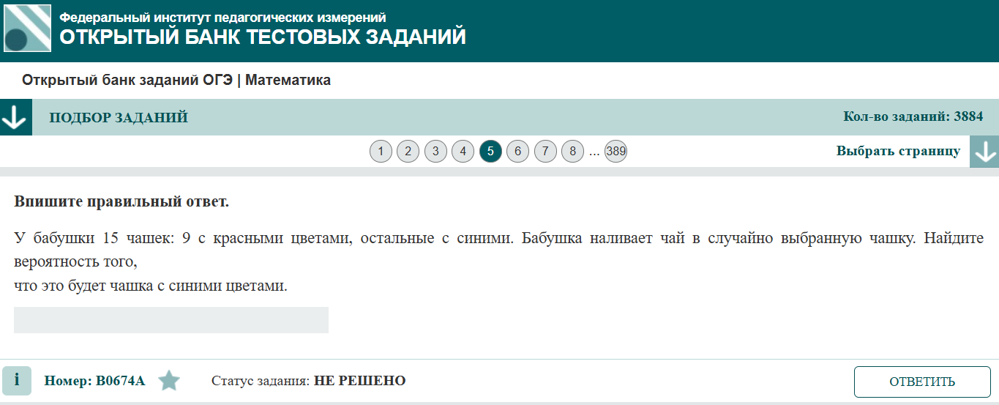 Федеральный институт педагогических измерений
ОТКРЫТЫЙ БАНК ТЕСТОВЫХ ЗАДАНИЙ
Открытый банк заданий ОГЭ | Математика
ПОДБОР ЗАДАНИЙ
Кол-во заданий: 3884
1 2 3 4 5 6 7 8 ... 389
Выбрать страницу
Впишите правильный ответ.
У бабушки 15 чашек: 9 с красными цветами, остальные с синими. Бабушка наливает чай в случайно выбранную чашку. Найдите
вероятность того,
что это будет чашка с синими цветами.
i Номер: B0674A Статус задания: НЕ РЕШЕНО ОТВЕТИТЬ